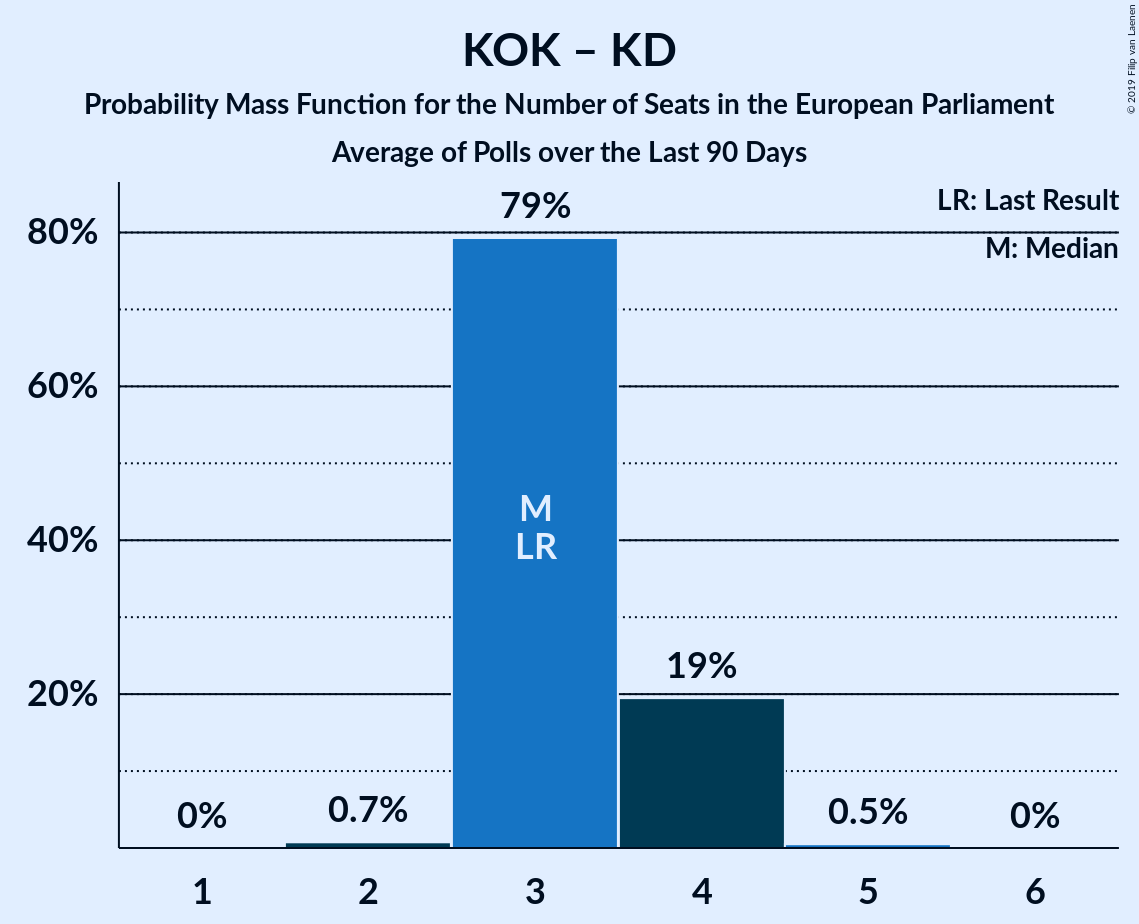 KOK – KD
Probability Mass Function for the Number of Seats in the European Parliament
Average of Polls over the Last 90 Days
© 2019 Filip van Laenen
LR: Last Result
M: Median
79%
80%
60%
M
40%
LR
19%
20%
0%
0.7%
0.5%
0%
1 2 3 4 5 6